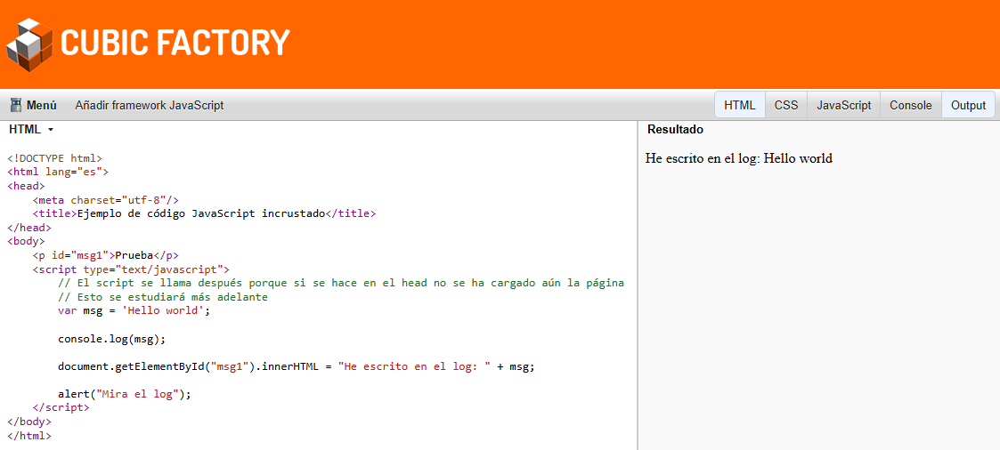 CUBIC FACTORY
Menú Añadir framework JavaScript HTML CSS JavaScript Console Output
HTML
<!DOCTYPE html>
<html lang="es">
<head>
    <meta charset="utf-8"/>
    <title>Ejemplo de código JavaScript incrustado</title>
</head>
<body>
    <p id="msg1">Prueba</p>
    <script type="text/javascript">
        // El script se llama después porque si se hace en el head no se ha cargado aún la página
        // Esto se estudiará más adelante
        var msg = 'Hello world';
        console.log(msg);
        document.getElementById("msg1").innerHTML = "He escrito en el log: " + msg;
        alert("Mira el log");
    </script>
</body>
</html>
Resultado
He escrito en el log: Hello world